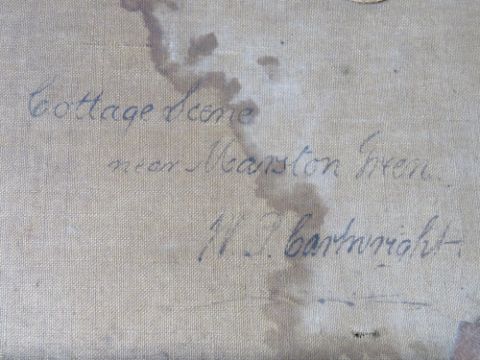 Cottage Scene
near Marston Green.
W. P. Cartwright.